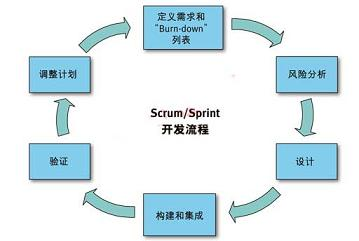 定义需求和
“Burn-down”
列表
风险分析
设计
构建和集成
验证
调整计划
Scrum/Sprint
开发流程